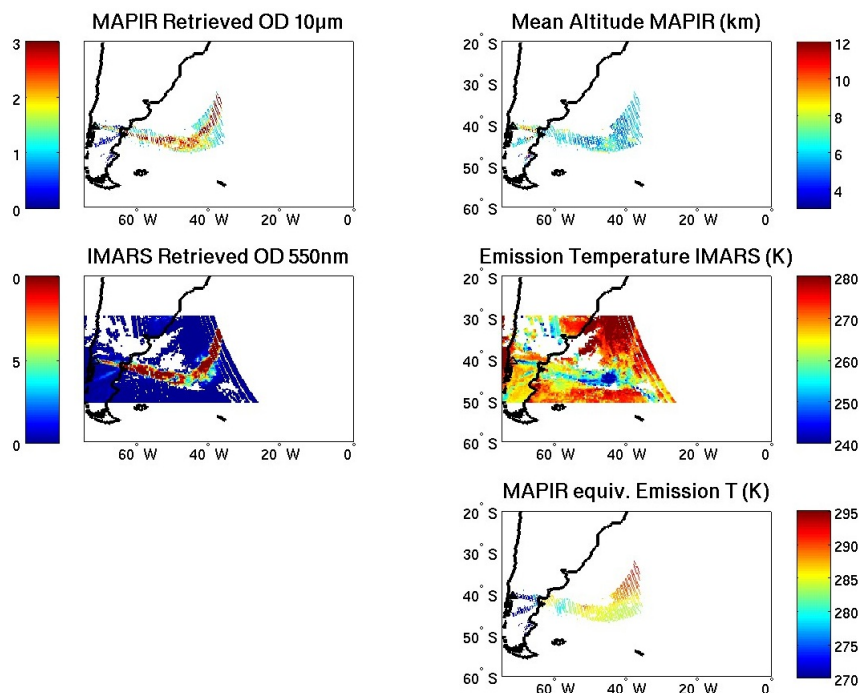 MAPIR Retrieved OD 10µm
3
2
1
0
60° W 40° W 20° W 0°
Mean Altitude MAPIR (km)
20° S
30° S
40° S
50° S
60° S
60° W 40° W 20° W 0°
12
10
8
6
4
IMARS Retrieved OD 550nm
0
5
0
60° W 40° W 20° W 0°
Emission Temperature IMARS (K)
20° S
30° S
40° S
50° S
60° S
60° W 40° W 20° W 0°
280
270
260
250
240
MAPIR equiv. Emission T (K)
20° S
30° S
40° S
50° S
60° S
60° W 40° W 20° W 0°
295
290
285
280
275
270